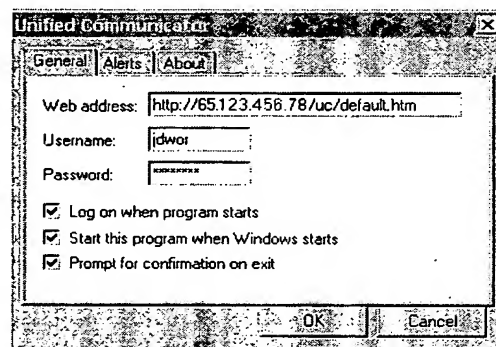 Unified Communicator
General Alerts About
Web address: http://65.123.456.78/uc/default.htm
Username: jdwor
Password: ××××××××
Log on when program starts
Start this program when Windows starts
Prompt for confirmation on exit
OK Cancel